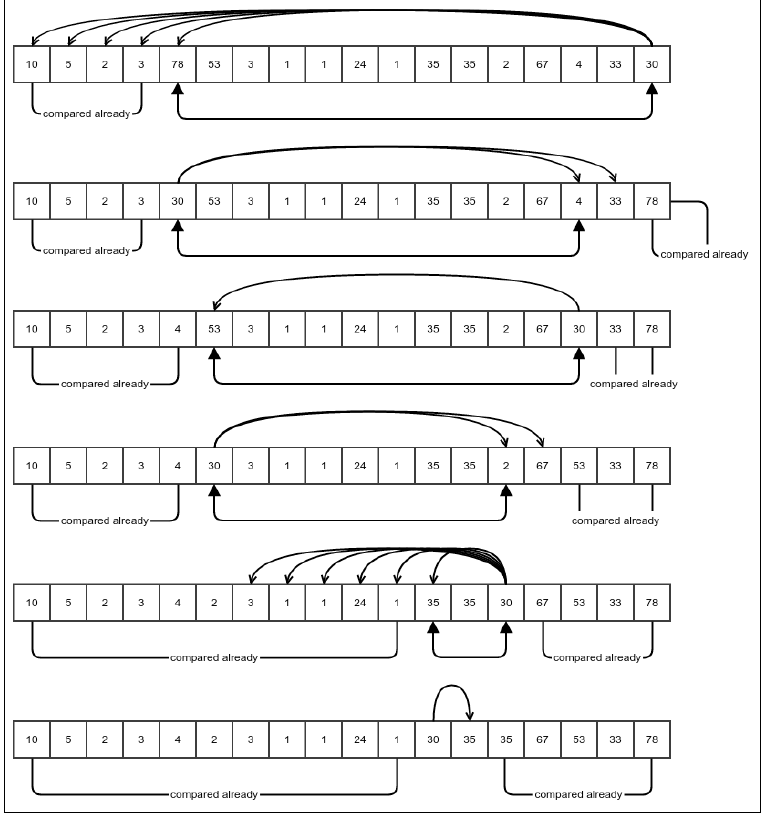 10 5 2 3 78 53 3 1 1 24 1 35 35 2 67 4 33 30
compared already
10 5 2 3 30 53 3 1 1 24 1 35 35 2 67 4 33 78
compared already compared already
10 5 2 3 4 53 3 1 1 24 1 35 35 2 67 30 33 78
compared already compared already
10 5 2 3 4 30 3 1 1 24 1 35 35 2 67 53 33 78
compared already compared already
10 5 2 3 4 2 3 1 1 24 1 35 35 30 67 53 33 78
compared already compared already
10 5 2 3 4 2 3 1 1 24 1 30 35 35 67 53 33 78
compared already compared already